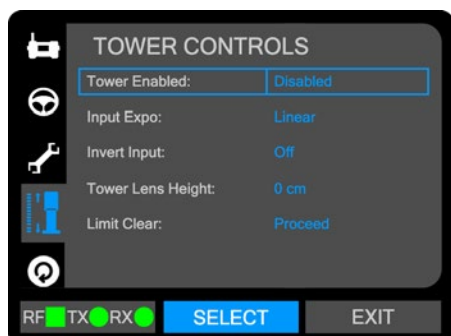 TOWER CONTROLS
Tower Enabled: Disabled
Input Expo: Linear
Invert Input: Off
Tower Lens Height: 0 cm
Limit Clear: Proceed
RF TX RX SELECT EXIT